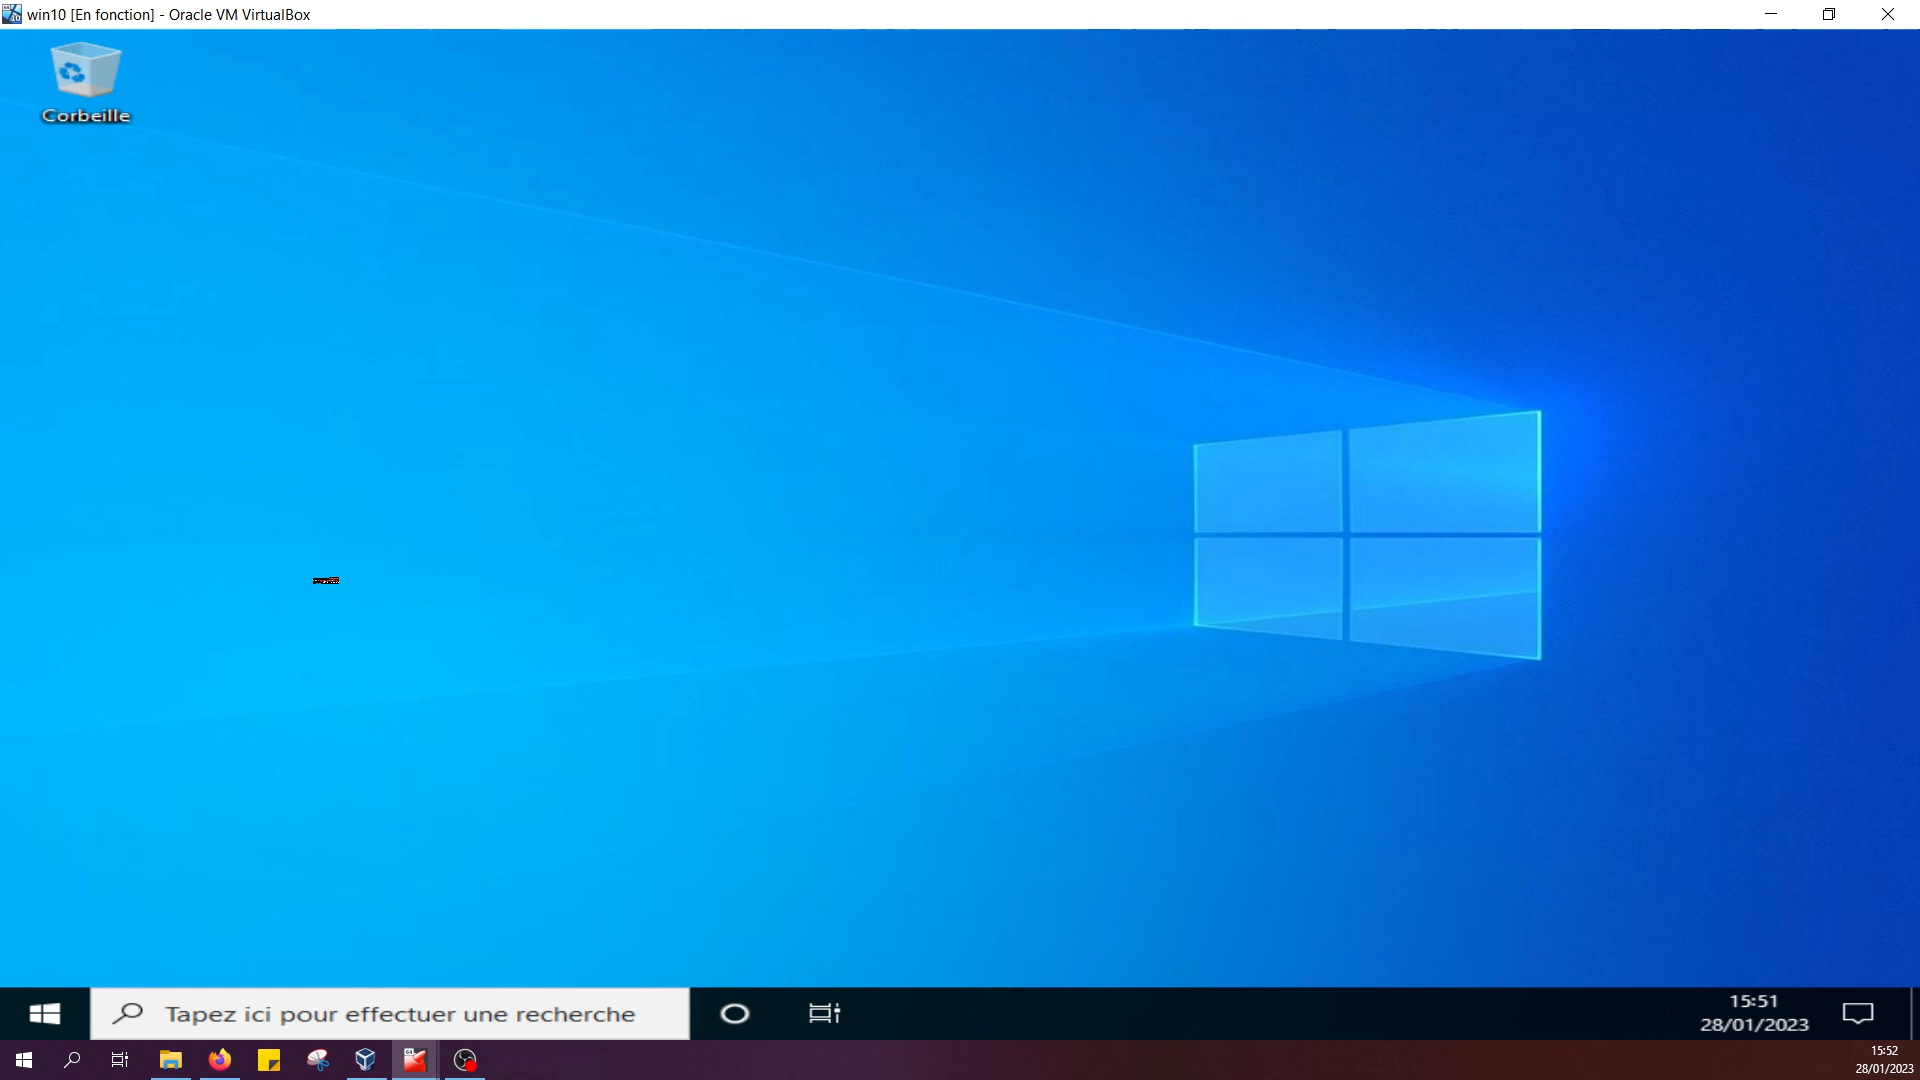 win10 [En fonction] - Oracle VM VirtualBox
Corbeille
Tapez ici pour effectuer une recherche
15:51
28/01/2023
15:52
28/01/2023